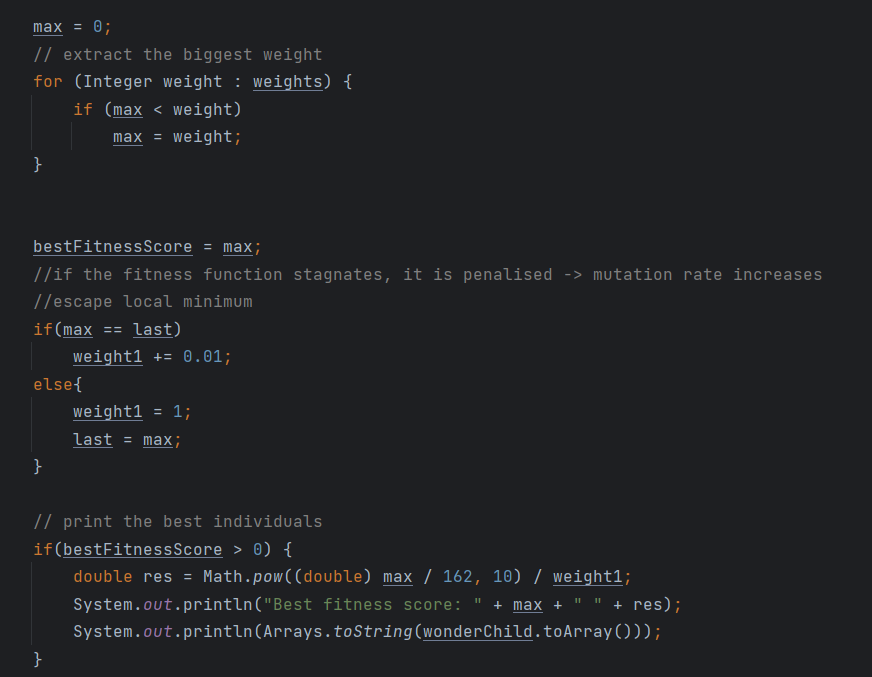 max = 0;
// extract the biggest weight
for (Integer weight : weights) {
    if (max < weight)
        max = weight;
}
bestFitnessScore = max;
//if the fitness function stagnates, it is penalised -> mutation rate increases
//escape local minimum
if(max == last)
    weight1 += 0.01;
else{
    weight1 = 1;
    last = max;
}
// print the best individuals
if(bestFitnessScore > 0) {
    double res = Math.pow((double) max / 162, 10) / weight1;
    System.out.println("Best fitness score: " + max + " " + res);
    System.out.println(Arrays.toString(wonderChild.toArray()));
}